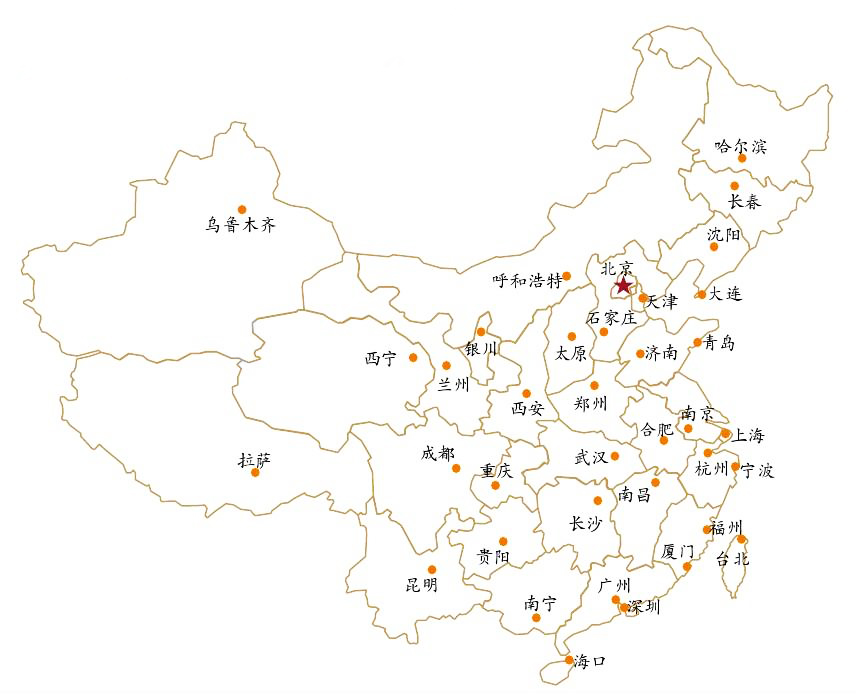 哈尔滨
长春
乌鲁木齐
沈阳
北京
呼和浩特
大连
天津
石家庄
青岛
银川
太原
济南
西宁
兰州
郑州
西安
南京
合肥
上海
成都
武汉
拉萨
重庆
杭州
宁波
南昌
长沙
福州
厦门
台北
贵阳
昆明
广州
南宁
深圳
海口